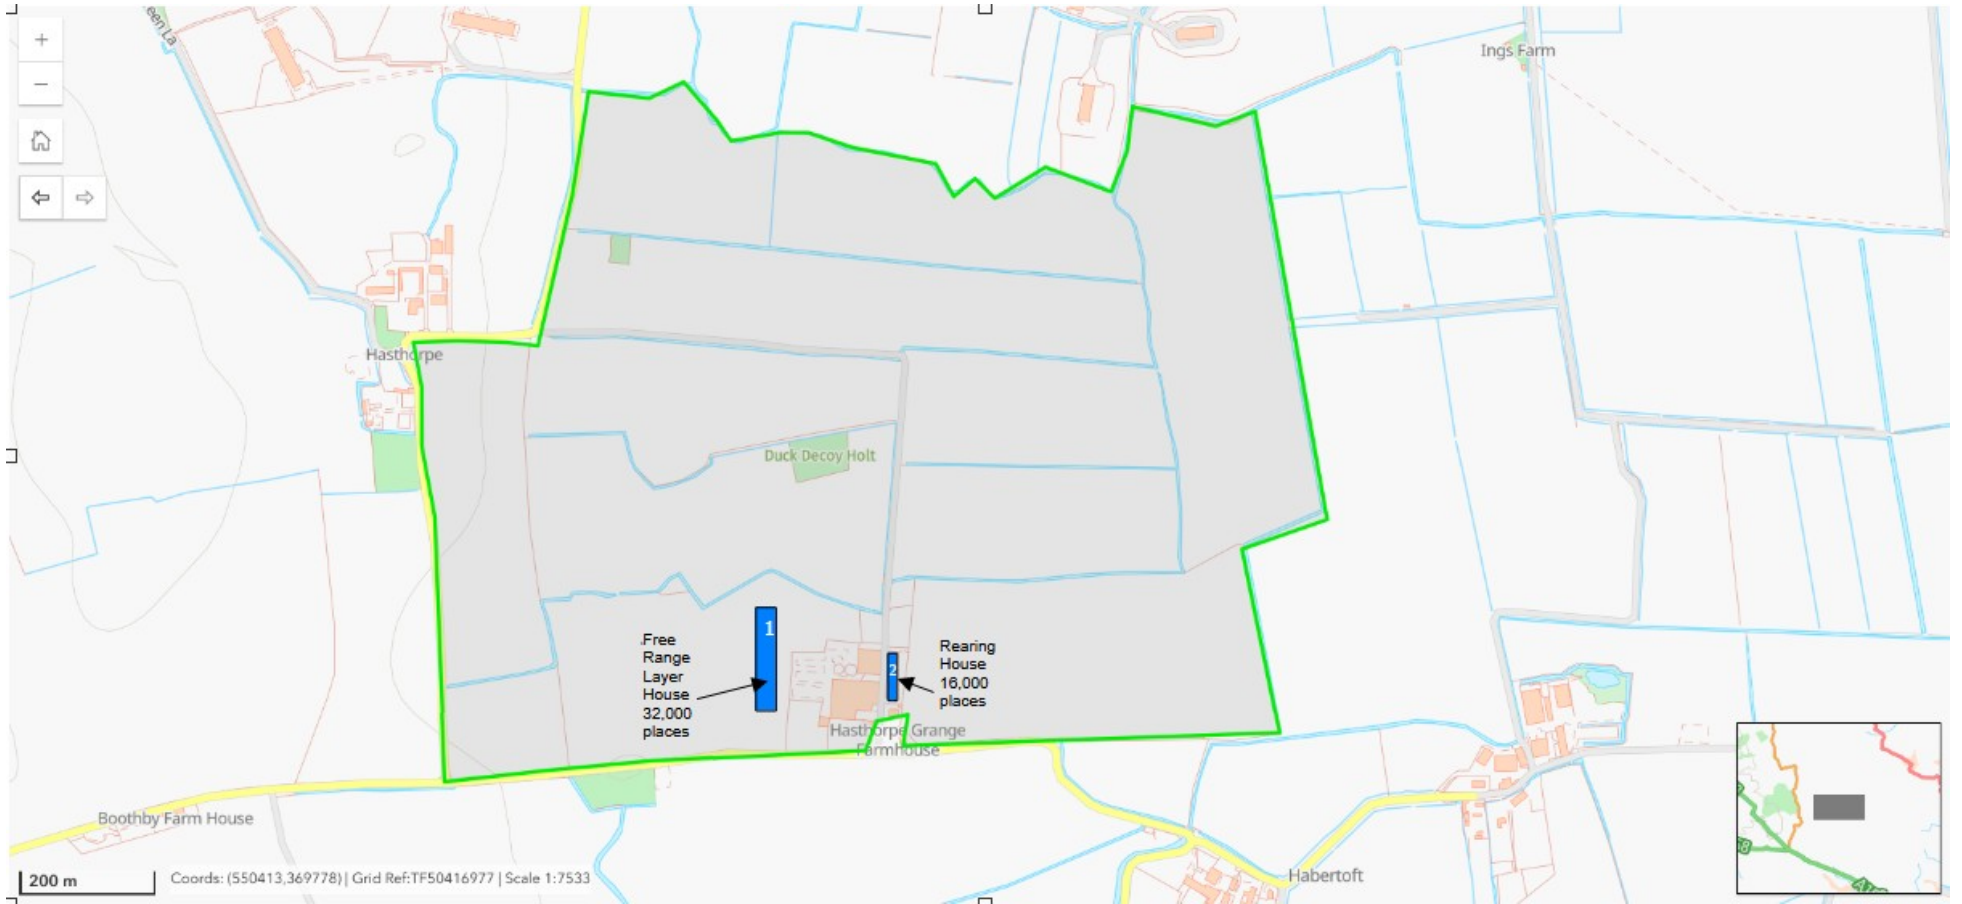 een La
Ings Farm
Hasthorpe
Duck Decoy Holt
1
.Free
Range
Layer
House
32,000
places
2
Rearing
House
16,000
places
Hasthorpe Grange
Farmhouse
Boothby Farm House
Habertoft
200 m
Coords: (550413,369778) | Grid Ref:TF50416977 | Scale 1:7533